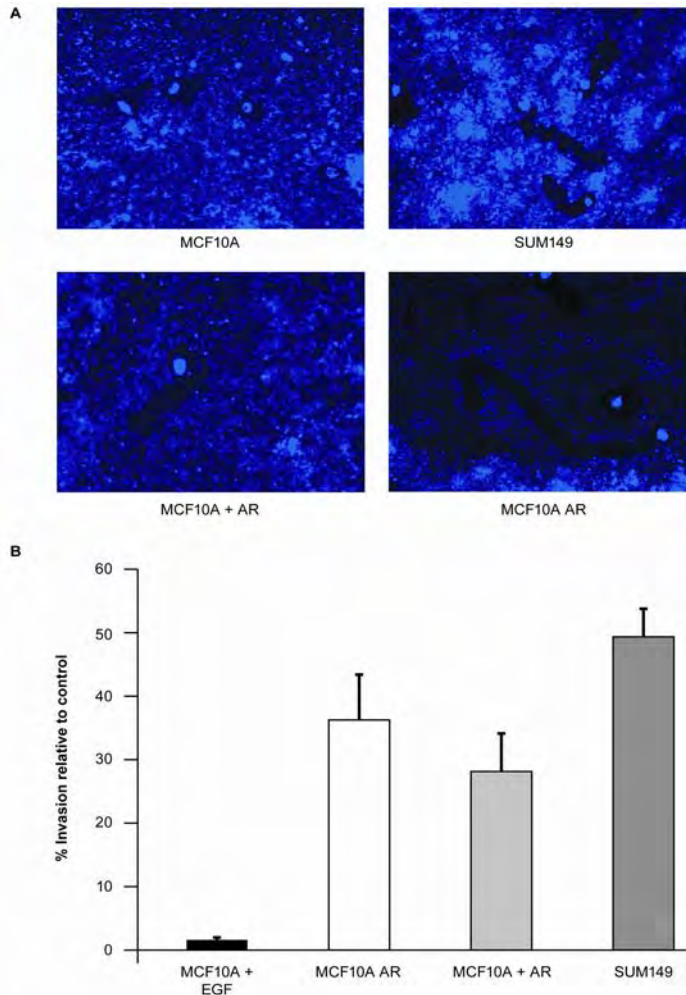 A
MCF10A
SUM149
MCF10A + AR
MCF10A AR
B
% Invasion relative to control
60
50
40
30
20
10
0
MCF10A +
EGF
MCF10A AR
MCF10A + AR
SUM149